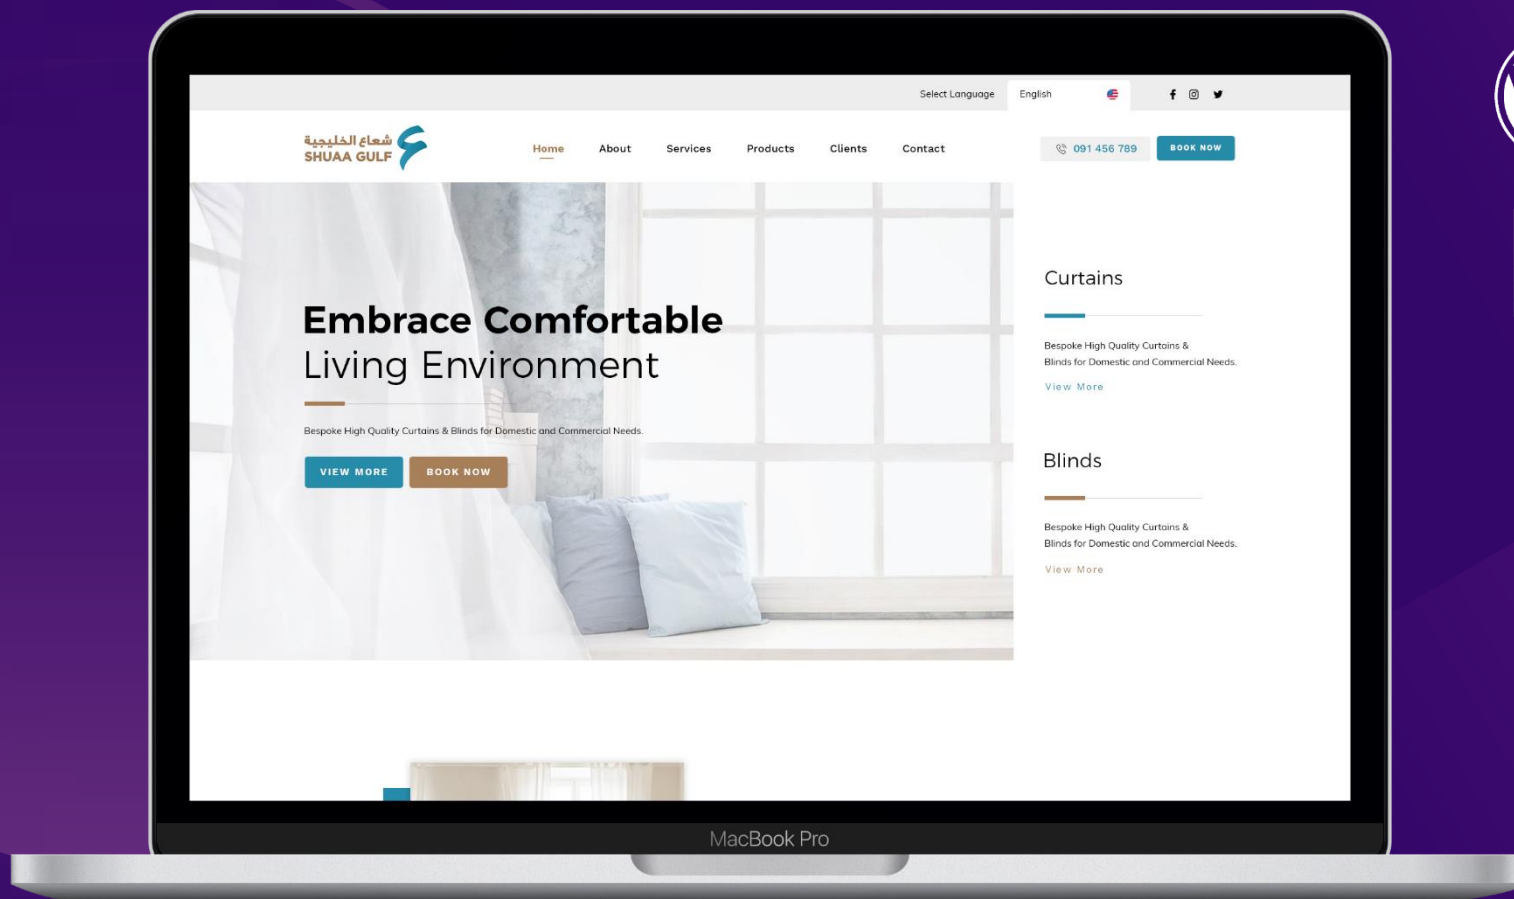 Select Language
English
شعاع الخليجية
SHUAA GULF
Home
About
Services
Products
Clients
Contact
091 456 789
BOOK NOW
Embrace Comfortable
Living Environment
Bespoke High Quality Curtains & Blinds for Domestic and Commercial Needs.
VIEW MORE
BOOK NOW
Curtains
Bespoke High Quality Curtains &
Blinds for Domestic and Commercial Needs.
View More
Blinds
Bespoke High Quality Curtains &
Blinds for Domestic and Commercial Needs.
View More
MacBook Pro